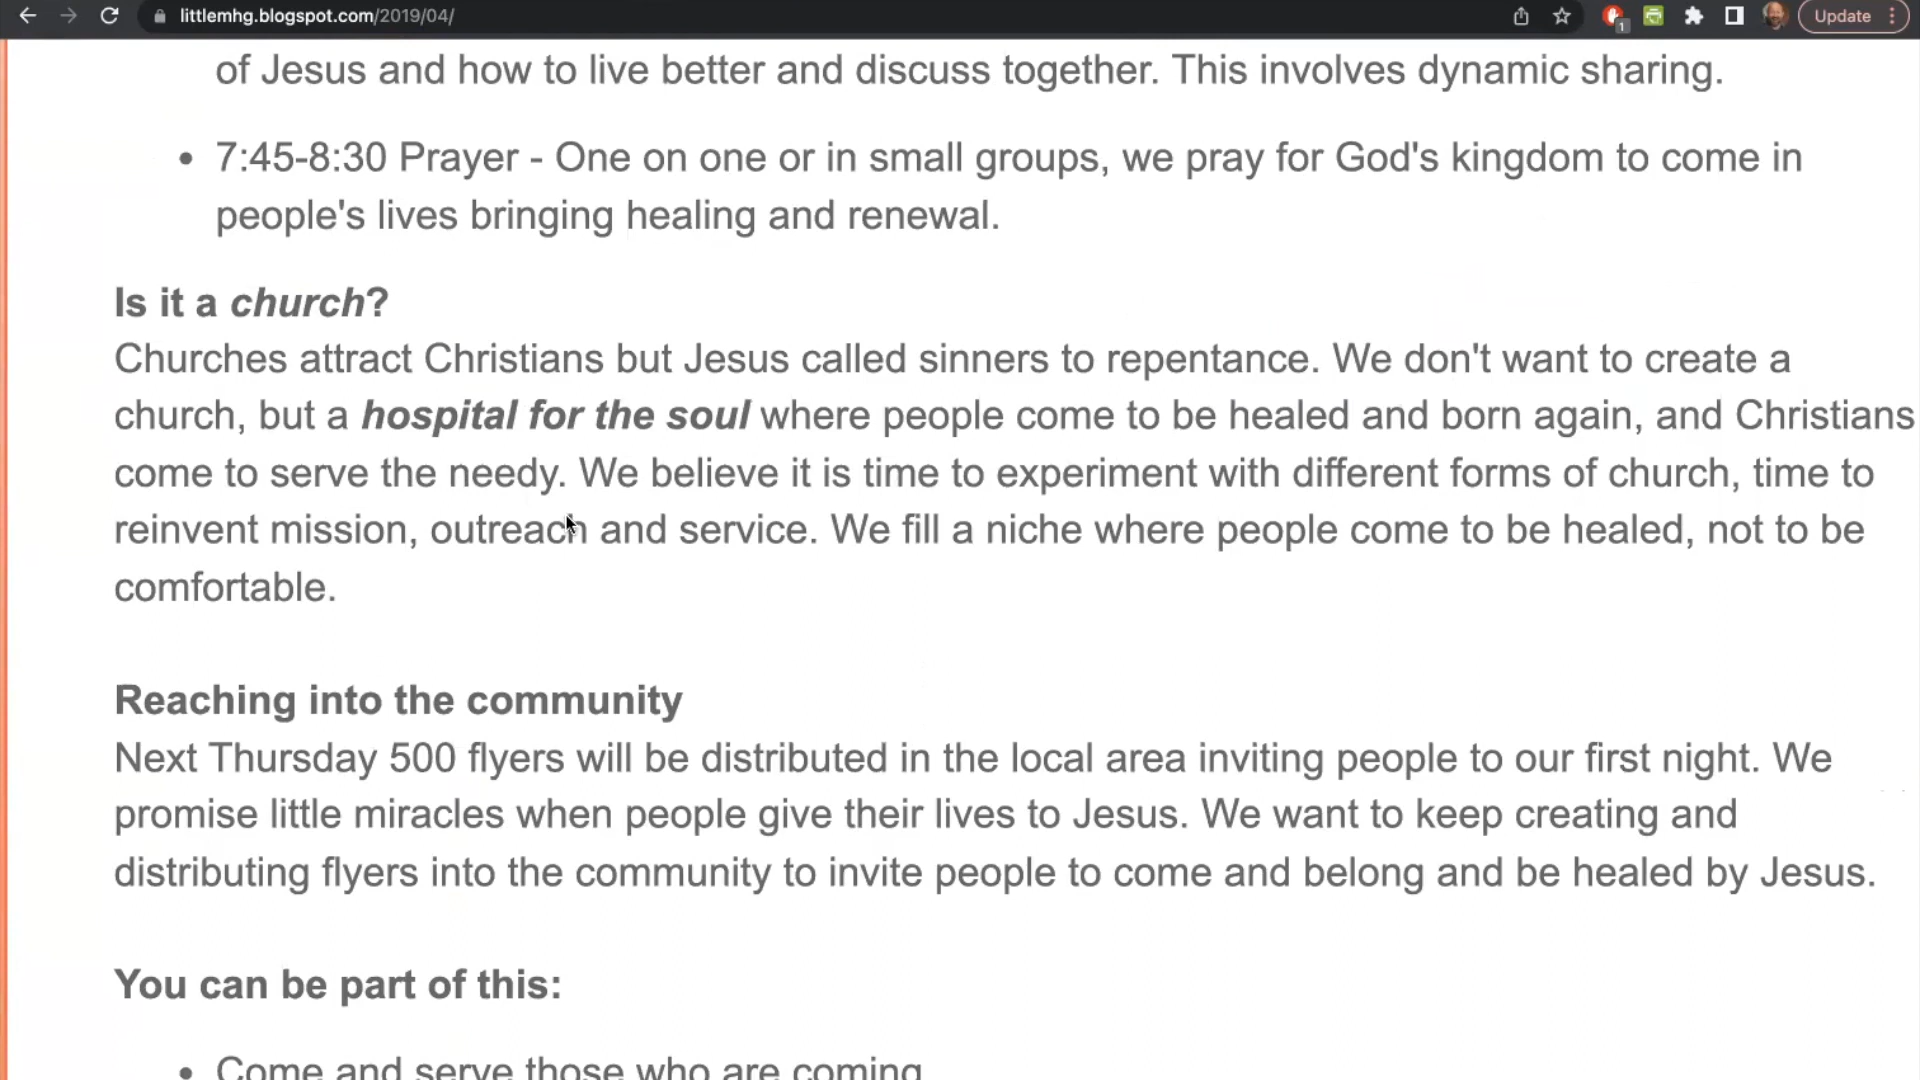 littlemhg.blogspot.com/2019/04/
1
Update
of Jesus and how to live better and discuss together. This involves dynamic sharing.
• 7:45-8:30 Prayer - One on one or in small groups, we pray for God's kingdom to come in
people's lives bringing healing and renewal.
Is it a church?
Churches attract Christians but Jesus called sinners to repentance. We don't want to create a
church, but a hospital for the soul where people come to be healed and born again, and Christians
come to serve the needy. We believe it is time to experiment with different forms of church, time to
reinvent mission, outreach and service. We fill a niche where people come to be healed, not to be
comfortable.
Reaching into the community
Next Thursday 500 flyers will be distributed in the local area inviting people to our first night. We
promise little miracles when people give their lives to Jesus. We want to keep creating and
distributing flyers into the community to invite people to come and belong and be healed by Jesus.
You can be part of this:
• Come and serve those who are coming